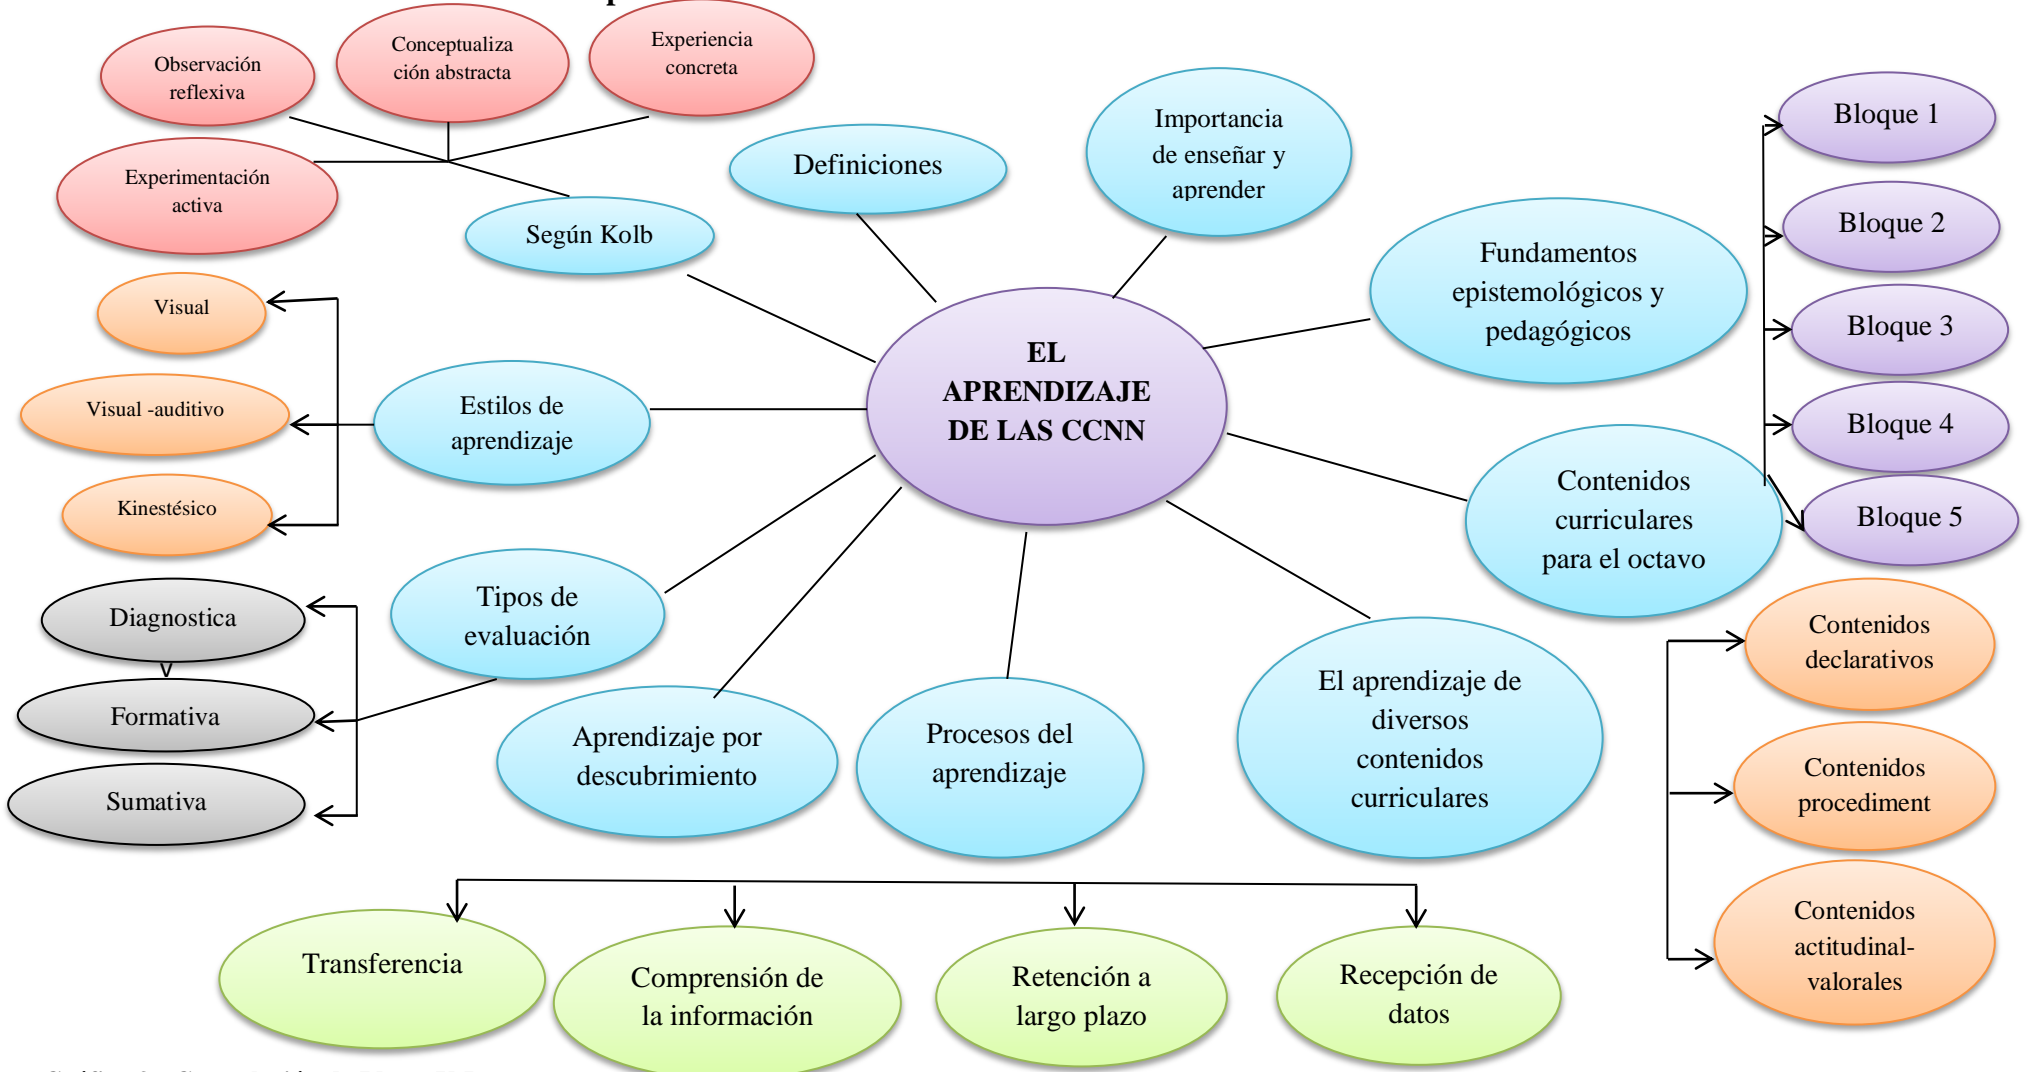 Observación
reflexiva
Conceptualiza
ción abstracta
Experiencia
concreta
Experimentación
activa
Según Kolb
Definiciones
Importancia
de enseñar y
aprender
Fundamentos
epistemológicos y
pedagógicos
Bloque 1
Bloque 2
Bloque 3
Bloque 4
Bloque 5
Visual
Visual -auditivo
Kinestésico
Estilos de
aprendizaje
EL
APRENDIZAJE
DE LAS CCNN
Contenidos
curriculares
para el octavo
Tipos de
evaluación
Diagnostica
Formativa
Sumativa
Aprendizaje por
descubrimiento
Procesos del
aprendizaje
El aprendizaje de
diversos
contenidos
curriculares
Contenidos
declarativos
Contenidos
procediment
Contenidos
actitudinal-
valorales
Transferencia
Comprensión de
la información
Retención a
largo plazo
Recepción de
datos